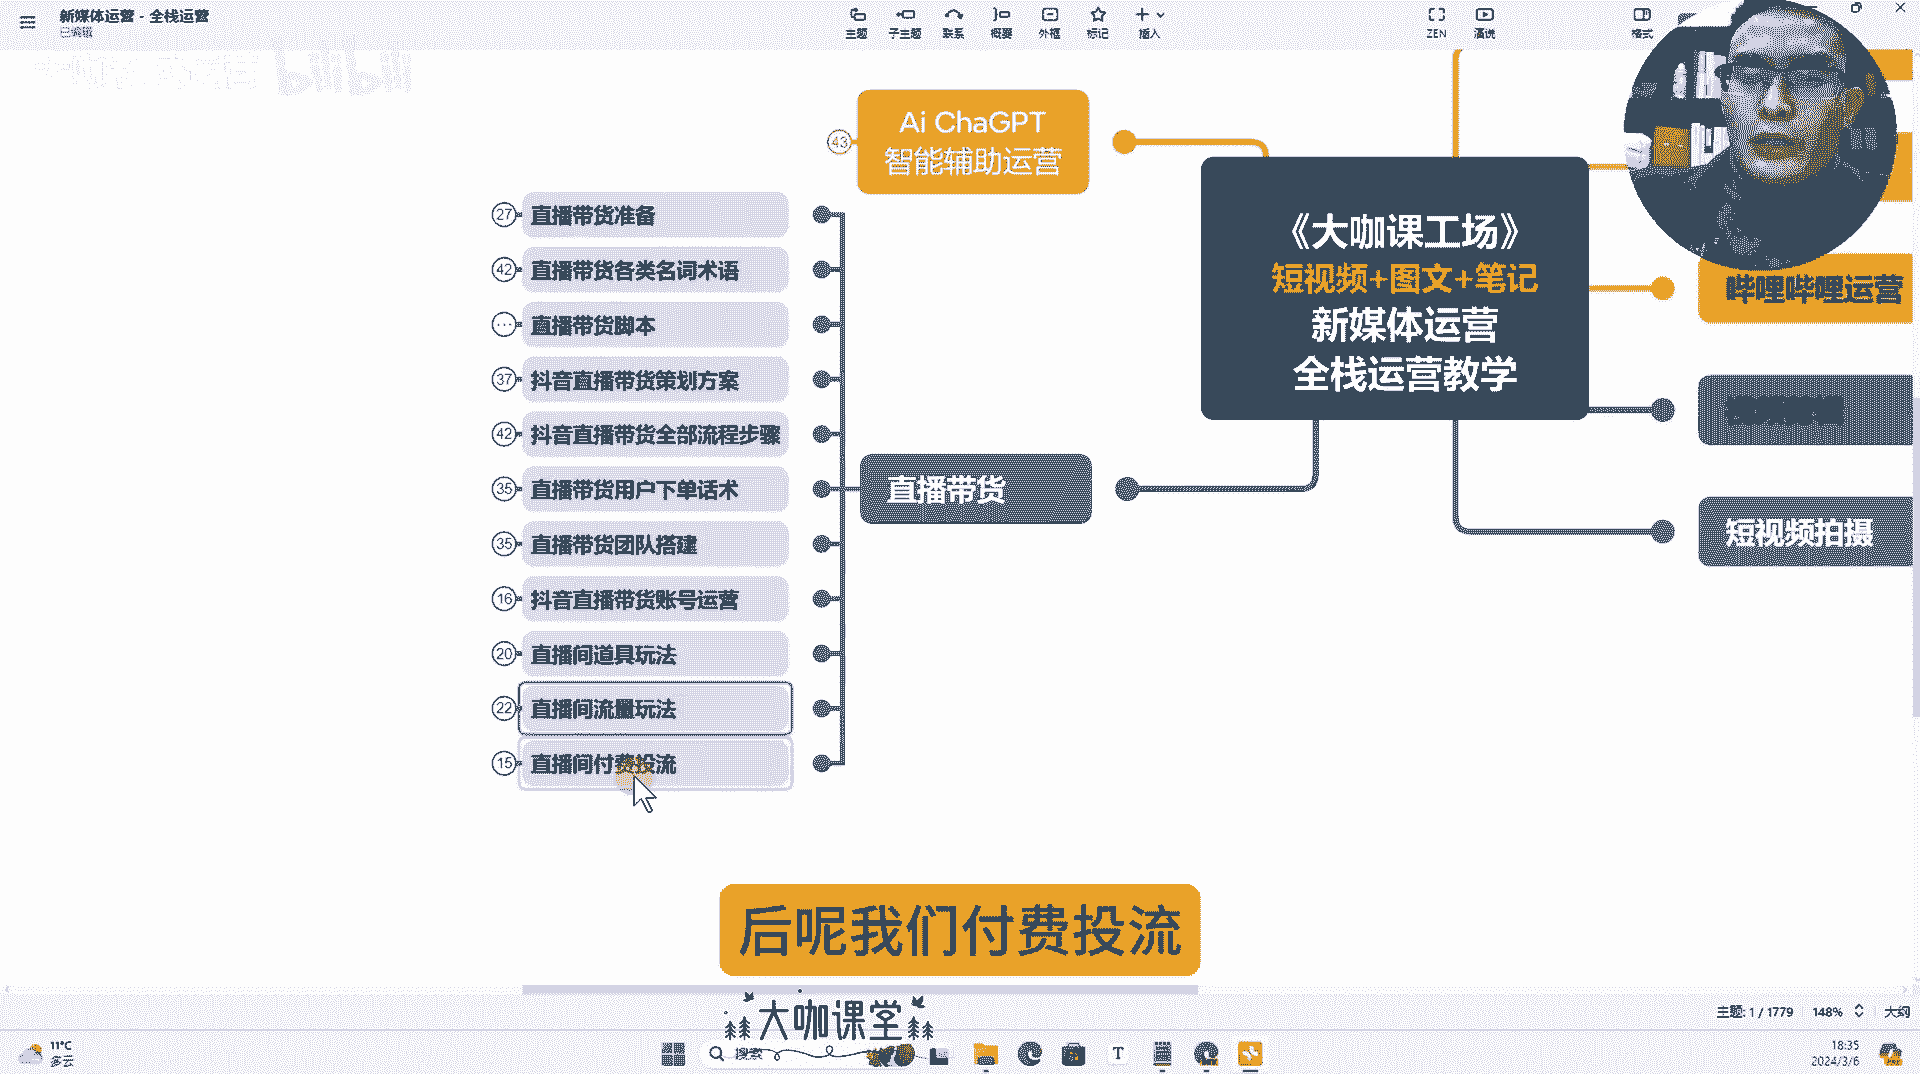 新媒体运营 - 全栈运营
已编辑
主题
子主题
联系
概要
外框
标记
插入
ZEN
演说
格式
bilibili
43
Ai ChaGPT
智能辅助运营
27 直播带货准备
42 直播带货各类名词术语
直播带货脚本
37 抖音直播带货策划方案
42 抖音直播带货全部流程步骤
35 直播带货用户下单话术
35 直播带货团队搭建
16 抖音直播带货账号运营
20 直播间道具玩法
22 直播间流量玩法
15 直播间付费投流
直播带货
《大咖课工场》
短视频+图文+笔记
新媒体运营
全栈运营教学
哔哩哔哩运营
短视频拍摄
后呢我们付费投流
主题: 1 / 1779
148%
大纲
大咖课堂
11°C
多云
搜索
18:35
2024/3/6